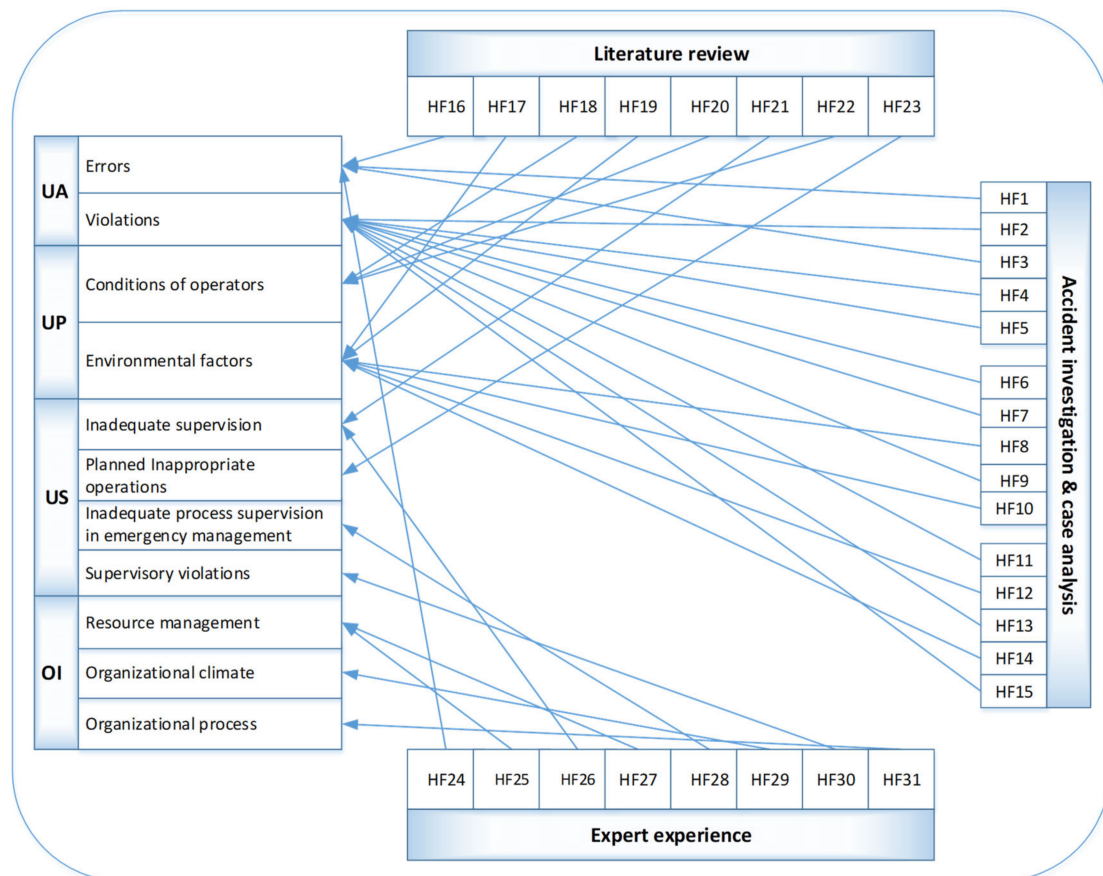 Literature review
HF16 HF17 HF18 HF19 HF20 HF21 HF22 HF23
UA
Errors
Violations
UP
Conditions of operators
Environmental factors
US
Inadequate supervision
Planned Inappropriate
operations
Inadequate process supervision
in emergency management
Supervisory violations
OI
Resource management
Organizational climate
Organizational process
HF1
HF2
HF3
HF4
HF5
HF6
HF7
HF8
HF9
HF10
HF11
HF12
HF13
HF14
HF15
Accident investigation & case analysis
HF24 HF25 HF26 HF27 HF28 HF29 HF30 HF31
Expert experience